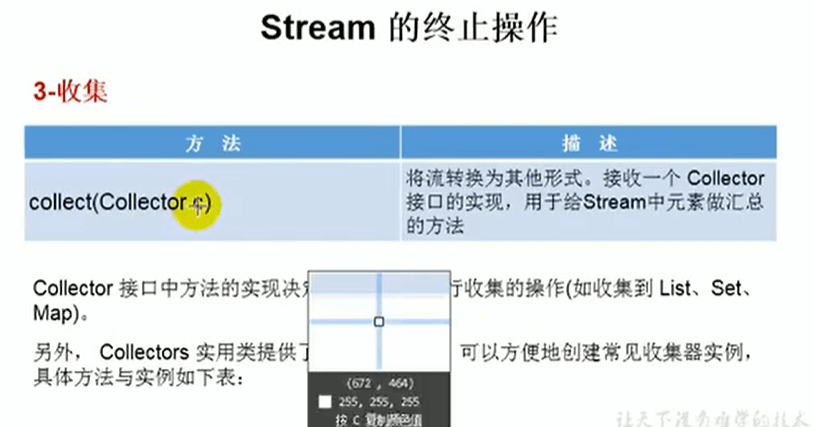 Stream 的终止操作
3-收集
方 法 描 述
collect(Collector c)
将流转换为其他形式。接收一个 Collector
接口的实现，用于给Stream中元素做汇总
的方法
Collector 接口中方法的实现决定 行收集的操作(如收集到 List、Set、
Map)。
另外， Collectors 实用类提供了 可以方便地创建常见收集器实例，
具体方法与实例如下表：
(672 , 464)
255, 255, 255
按 C 复制颜色值
让天下没有难学的技术